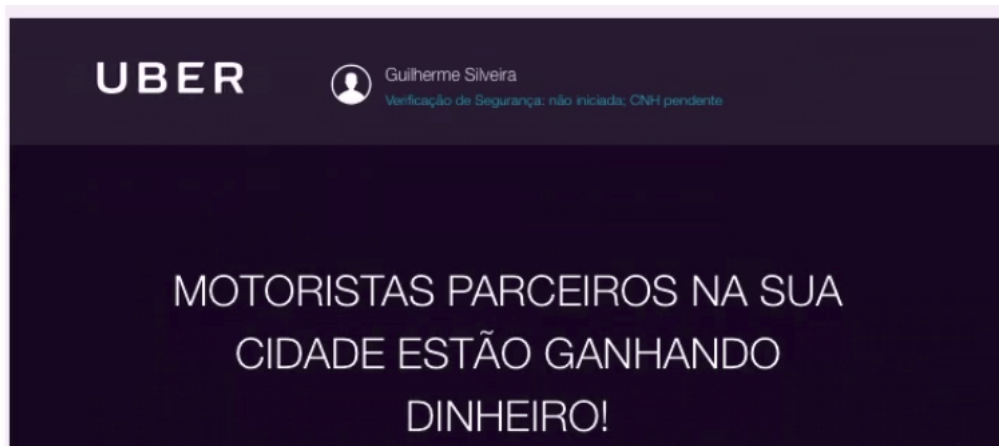 UBER
Guilherme Silveira
Verificação de Segurança: não iniciada; CNH pendente
MOTORISTAS PARCEIROS NA SUA
CIDADE ESTÃO GANHANDO
DINHEIRO!